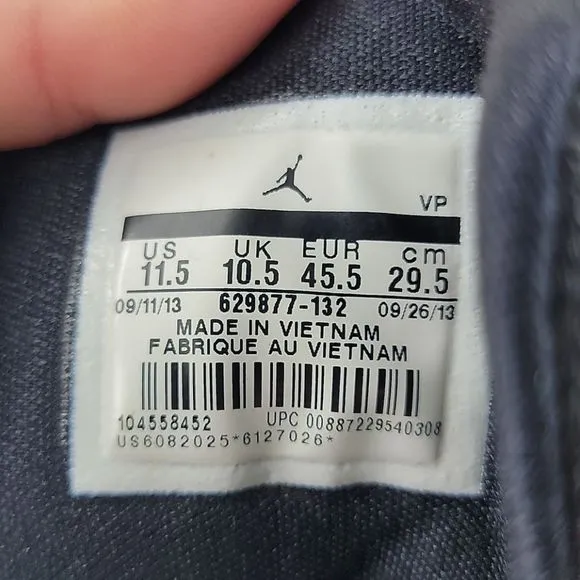 VP
US UK EUR cm
11.5 10.5 45.5 29.5
09/11/13 629877-132 09/26/13
MADE IN VIETNAM
FABRIQUE AU VIETNAM
104558452 UPC 00887229540308
US6082025*6127026*